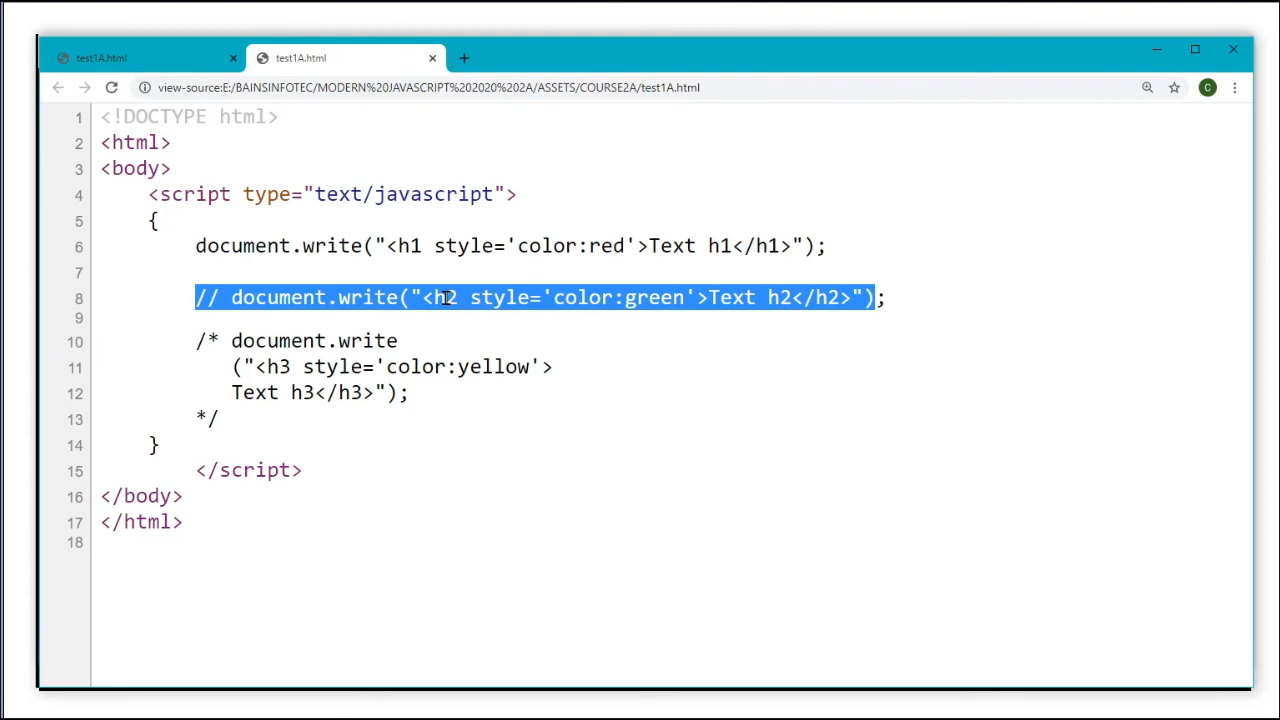 test1A.html
test1A.html
view-source:E:/BAINSINFOTEC/MODERN%20JAVASCRIPT%202020%202A/ASSETS/COURSE2A/test1A.html
C
1 <!DOCTYPE html>
2 <html>
3 <body>
4 <script type="text/javascript">
5 {
6 document.write("<h1 style='color:red'>Text h1</h1>");
7
8 // document.write("<h2 style='color:green'>Text h2</h2>");
9
10 /* document.write
11 ("<h3 style='color:yellow'>
12 Text h3</h3>");
13 */
14 }
15 </script>
16 </body>
17 </html>
18